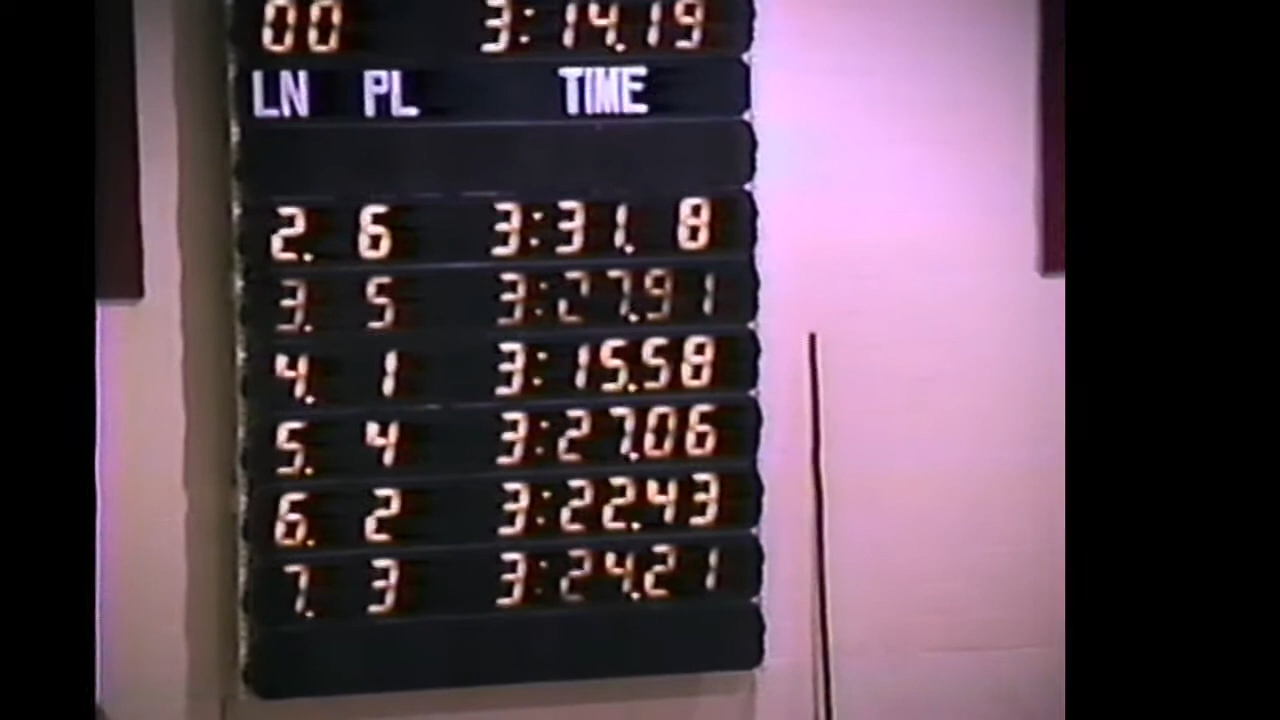 00 3:14.19
LN PL TIME
2. 6 3:31. 8
3. 5 3:27.91
4. 1 3:15.58
5. 4 3:27.06
6. 2 3:22.43
7. 3 3:24.21